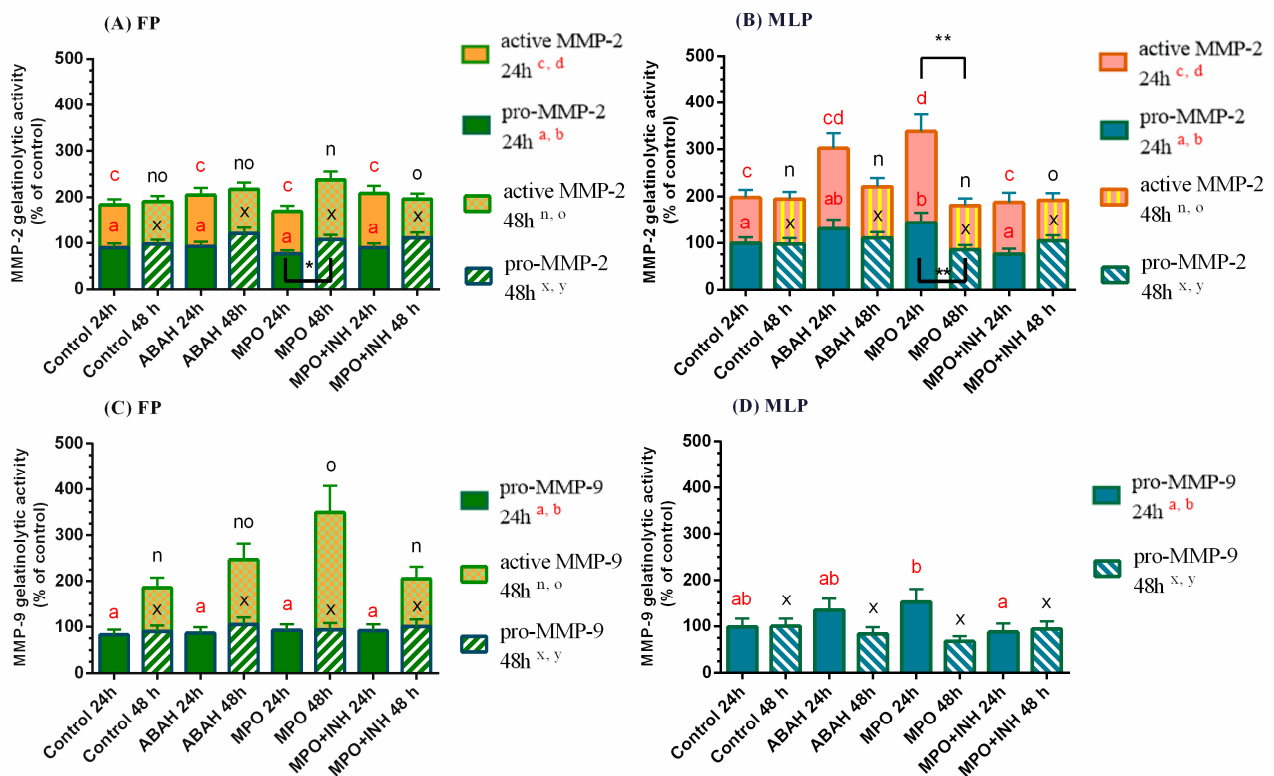 (A) FP
MMP-2 gelatinolytic activity
(% of control)
500
400
300
200
100
0
c
no
c
no
c
n
c
o
a
x
a
x
a
x
a
x
*
Control 24h
Control 48 h
ABAH 24h
ABAH 48h
MPO 24h
MPO 48h
MPO+INH 24h
MPO+INH 48 h
active MMP-2
24h c, d
pro-MMP-2
24h a, b
active MMP-2
48h n, o
pro-MMP-2
48h x, y
(B) MLP
MMP-2 gelatinolytic activity
(% of control)
500
400
300
200
100
0
**
c
n
cd
n
d
n
c
o
a
x
ab
x
b
x
a
x
**
Control 24h
Control 48 h
ABAH 24h
ABAH 48h
MPO 24h
MPO 48h
MPO+INH 24h
MPO+INH 48 h
active MMP-2
24h c, d
pro-MMP-2
24h a, b
active MMP-2
48h n, o
pro-MMP-2
48h x, y
(C) FP
MMP-9 gelatinolytic activity
(% of control)
500
400
300
200
100
0
a
n
a
no
a
o
a
n
x
x
x
x
Control 24h
Control 48 h
ABAH 24h
ABAH 48h
MPO 24h
MPO 48h
MPO+INH 24h
MPO+INH 48 h
pro-MMP-9
24h a, b
active MMP-9
48h n, o
pro-MMP-9
48h x, y
(D) MLP
MMP-9 gelatinolytic activity
(% of control)
500
400
300
200
100
0
ab
x
ab
x
b
x
a
x
Control 24h
Control 48 h
ABAH 24h
ABAH 48h
MPO 24h
MPO 48h
MPO+INH 24h
MPO+INH 48 h
pro-MMP-9
24h a, b
pro-MMP-9
48h x, y